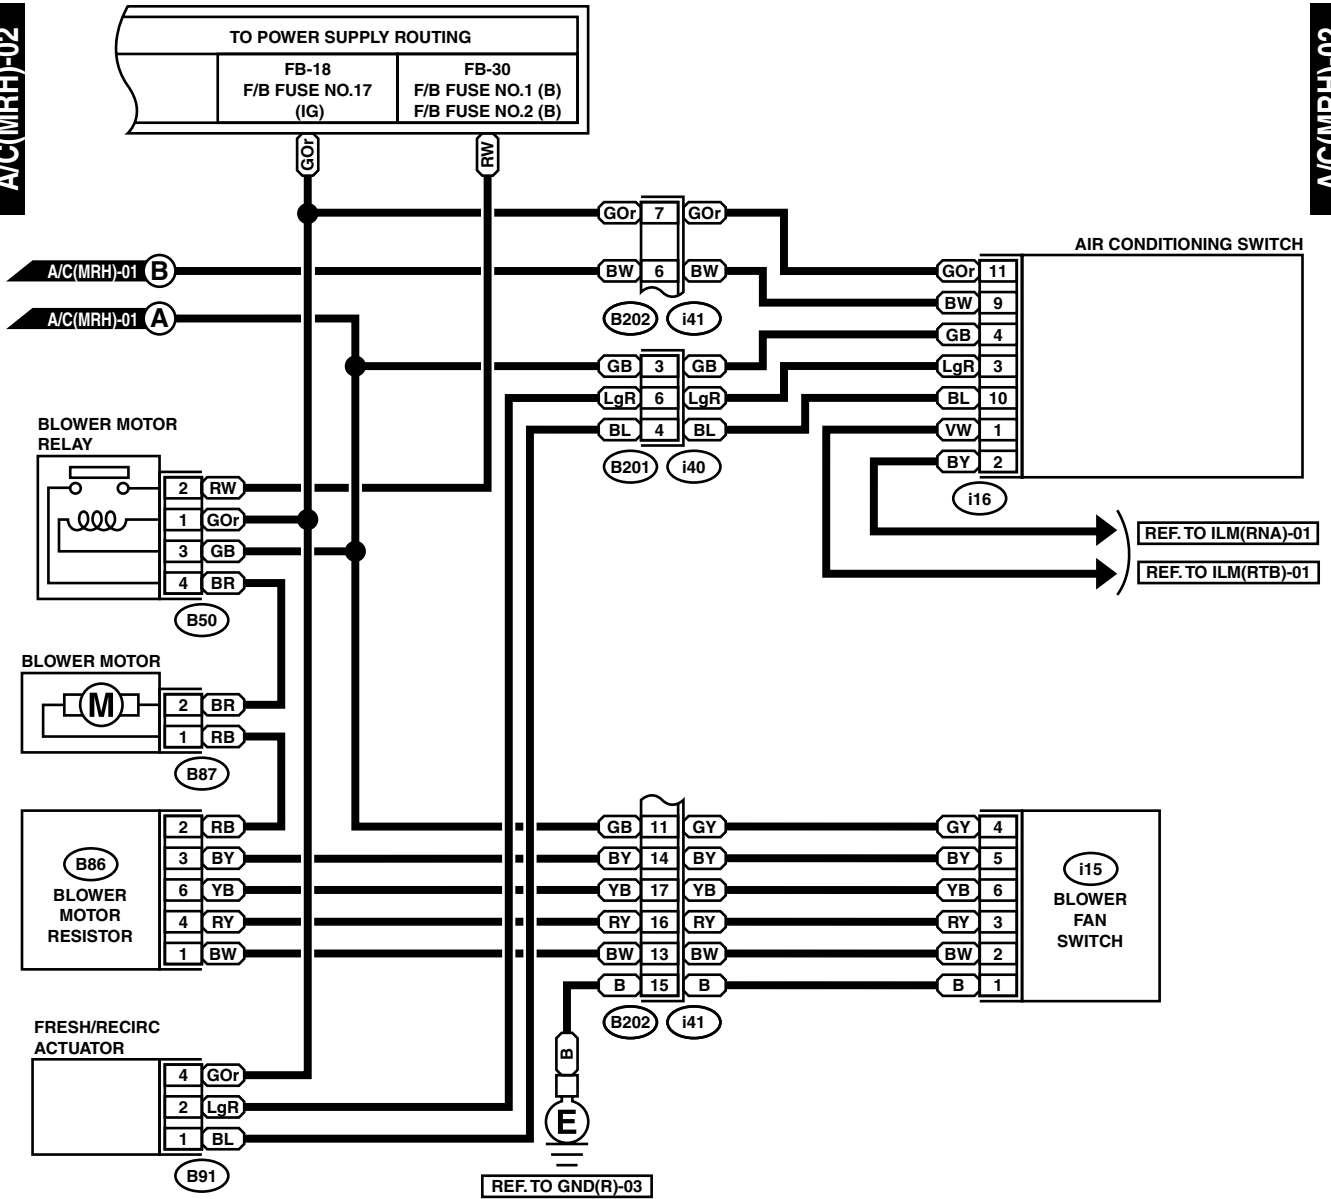 A/C(MRH)-02
A/C(MRH)-02
TO POWER SUPPLY ROUTING
FB-18
F/B FUSE NO.17
(IG)
FB-30
F/B FUSE NO.1 (B)
F/B FUSE NO.2 (B)
GOr
RW
GOr 7 GOr
A/C(MRH)-01 B
BW 6 BW
A/C(MRH)-01 A
B202 i41
GB 3 GB
LgR 6 LgR
BL 4 BL
B201 i40
AIR CONDITIONING SWITCH
GOr 11
BW 9
GB 4
LgR 3
BL 10
VW 1
BY 2
i16
REF. TO ILM(RNA)-01
REF. TO ILM(RTB)-01
BLOWER MOTOR
RELAY
2 RW
1 GOr
3 GB
4 BR
B50
BLOWER MOTOR
M
2 BR
1 RB
B87
B86
BLOWER
MOTOR
RESISTOR
2 RB
3 BY
6 YB
4 RY
1 BW
GB 11 GY
BY 14 BY
YB 17 YB
RY 16 RY
BW 13 BW
B 15 B
B202 i41
GY 4
BY 5
YB 6
RY 3
BW 2
B 1
i15
BLOWER
FAN
SWITCH
FRESH/RECIRC
ACTUATOR
4 GOr
2 LgR
1 BL
B91
B
E
REF. TO GND(R)-03